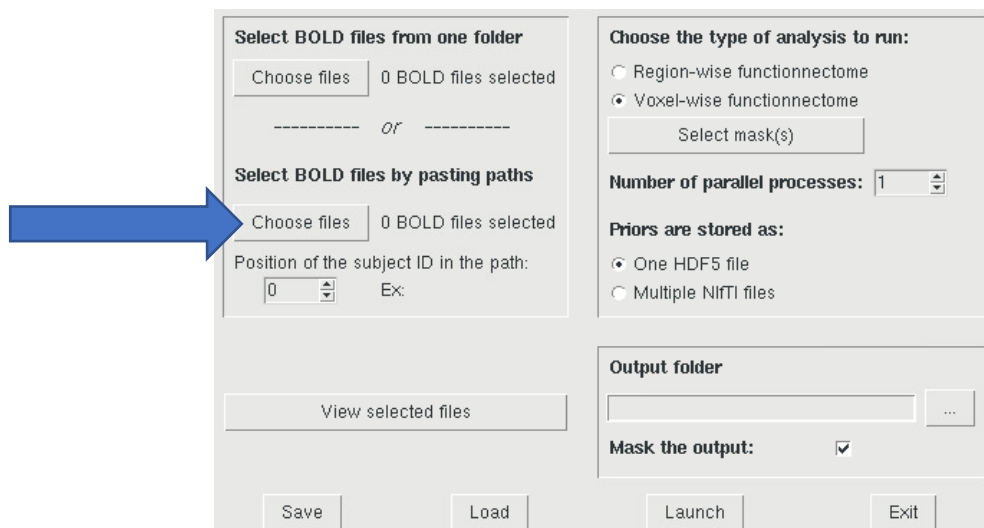 Select BOLD files from one folder
Choose files 0 BOLD files selected
---------- or ----------
Select BOLD files by pasting paths
Choose files 0 BOLD files selected
Position of the subject ID in the path:
0 Ex:
View selected files
Choose the type of analysis to run:
Region-wise functionnectome
Voxel-wise functionnectome
Select mask(s)
Number of parallel processes: 1
Priors are stored as:
One HDF5 file
Multiple NIfTI files
Output folder
...
Mask the output:
Save Load Launch Exit